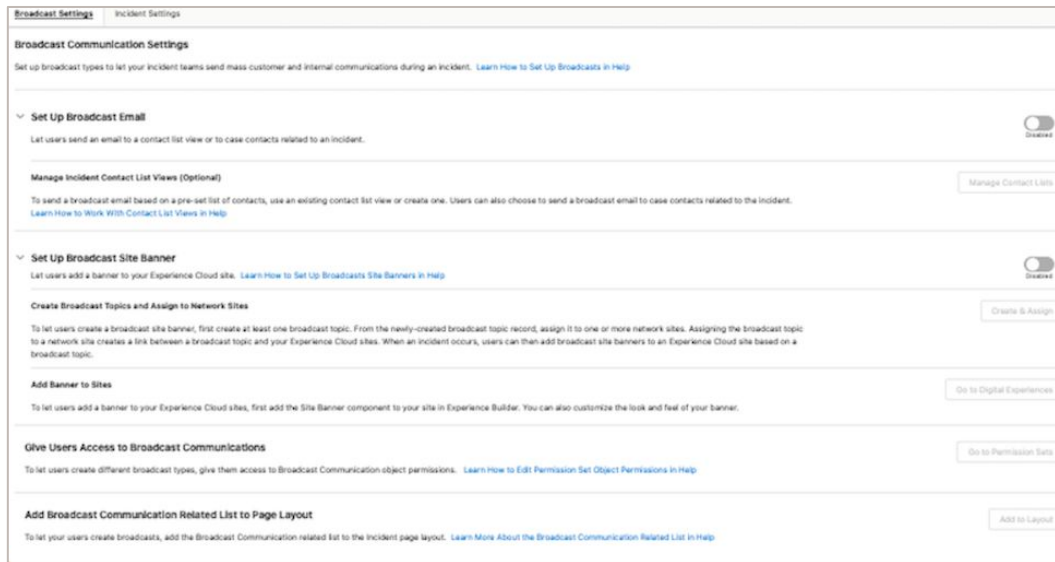 Broadcast Settings Incident Settings
Broadcast Communication Settings
Set up broadcast types to let your incident teams send mass customer and internal communications during an incident. Learn How to Set Up Broadcasts in Help
Set Up Broadcast Email
Disabled
Let users send an email to a contact list view or to case contacts related to an incident.
Manage Incident Contact List Views (Optional)
Manage Contact Lists
To send a broadcast email based on a pre-set list of contacts, use an existing contact list view or create one. Users can also choose to send a broadcast email to case contacts related to the incident.
Learn How to Work With Contact List Views in Help
Set Up Broadcast Site Banner
Let users add a banner to your Experience Cloud site. Learn How to Set Up Broadcasts Site Banners in Help
Disabled
Create Broadcast Topics and Assign to Network Sites
Create & Assign
To let users create a broadcast site banner, first create at least one broadcast topic. From the newly-created broadcast topic record, assign it to one or more network sites. Assigning the broadcast topic
to a network site creates a link between a broadcast topic and your Experience Cloud sites. When an incident occurs, users can then add broadcast site banners to an Experience Cloud site based on a
broadcast topic.
Add Banner to Sites
Go to Digital Experiences
To let users add a banner to your Experience Cloud sites, first add the Site Banner component to your site in Experience Builder. You can also customize the look and feel of your banner.
Give Users Access to Broadcast Communications
Go to Permission Sets
To let users create different broadcast types, give them access to Broadcast Communication object permissions. Learn How to Edit Permission Set Object Permissions in Help
Add Broadcast Communication Related List to Page Layout
Add to Layout
To let your users create broadcasts, add the Broadcast Communication related list to the Incident page layout. Learn More About the Broadcast Communication Related List in Help